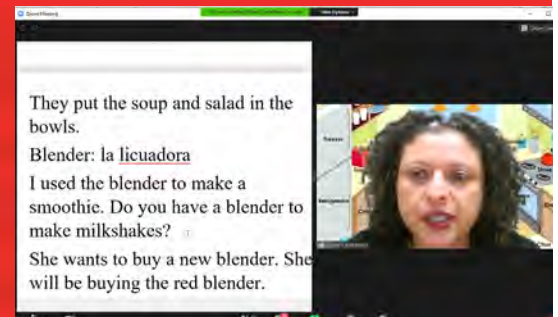 Zoom Meeting
They put the soup and salad in the
bowls.
Blender: la licuadora
I used the blender to make a
smoothie. Do you have a blender to
make milkshakes?
She wants to buy a new blender. She
will be buying the red blender.